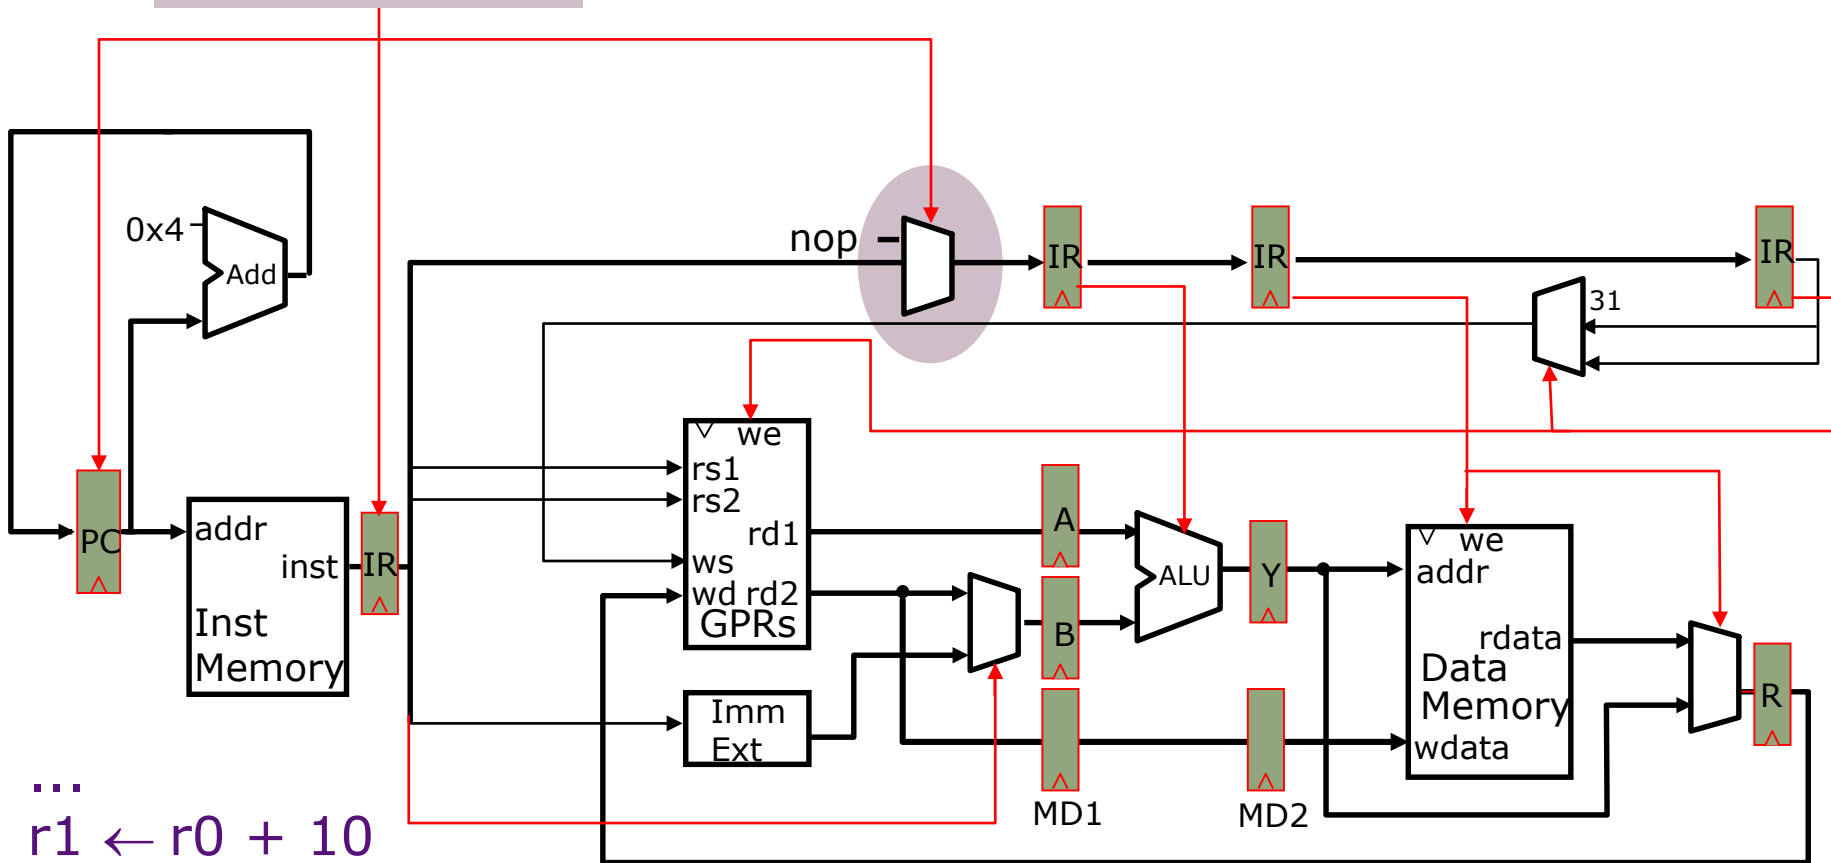 nop
IR
IR
IR
31
0x4
Add
we
rs1
rs2
rd1
ws
wd rd2
GPRs
A
B
ALU
Y
we
addr
rdata
Data
Memory
wdata
R
PC
addr
inst
Inst
Memory
IR
Imm
Ext
MD1
MD2
...
r1 ← r0 + 10